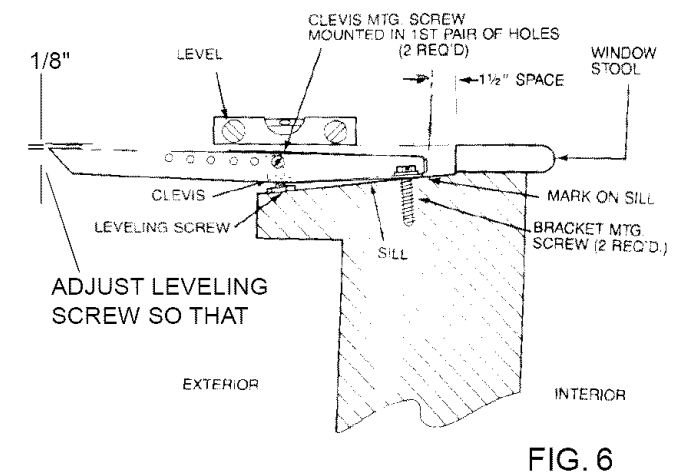 CLEVIS MTG. SCREW
MOUNTED IN 1ST PAIR OF HOLES
(2 REQ'D)
1/8"
LEVEL
WINDOW
STOOL
1½" SPACE
CLEVIS
MARK ON SILL
LEVELING SCREW
BRACKET MTG.
SCREW (2 REQ'D.)
SILL
ADJUST LEVELING
SCREW SO THAT
EXTERIOR
INTERIOR
FIG. 6